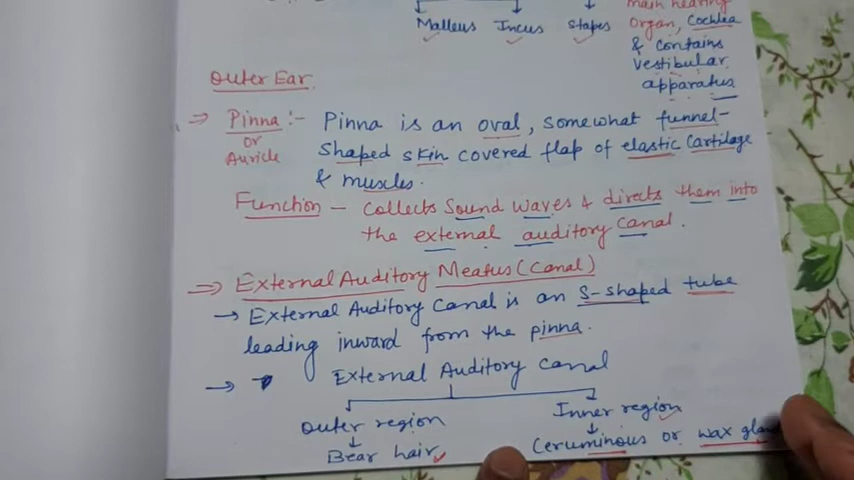 main hearing
Malleus Incus Stapes organ, Cochlea
& contains
vestibular
apparatus
Outer Ear
⇒ Pinna :- Pinna is an oval, somewhat funnel-
or
Auricle
shaped skin covered flap of elastic cartilage
& muscles.
Function - Collects Sound waves & directs them into
the external auditory canal.
⇒ External Auditory Meatus (canal)
→ External Auditory Canal is an S-shaped tube
leading inward from the pinna.
→ External Auditory canal
Outer region Inner region
Bear hair Ceruminous or wax